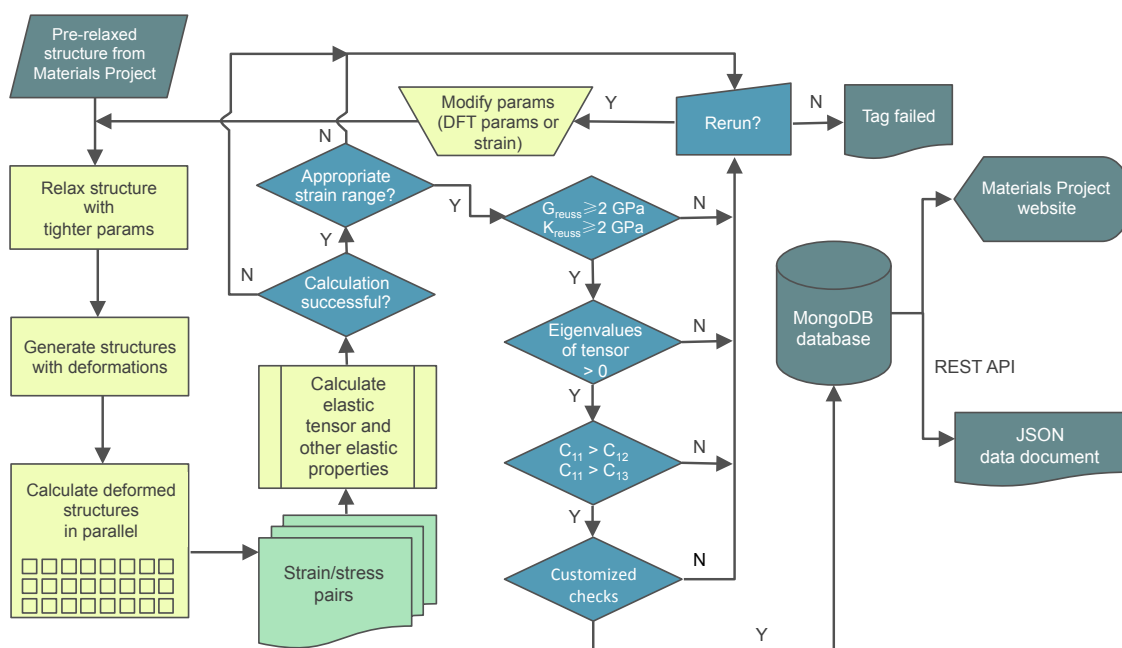 Pre-relaxed
structure from
Materials Project
Modify params
(DFT params or
strain)
Y
Rerun?
N
Tag failed
N
Relax structure
with
tighter params
Appropriate
strain range?
Y
G_reuss ⩾2 GPa
K_reuss ⩾2 GPa
N
Materials Project
website
Y
N
Calculation
successful?
Y
Generate structures
with deformations
Eigenvalues
of tensor
> 0
N
MongoDB
database
REST API
Calculate
elastic
tensor and
other elastic
properties
Y
C₁₁ > C₁₂
C₁₁ > C₁₃
N
JSON
data document
Calculate deformed
structures
in parallel
Y
Strain/stress
pairs
Customized
checks
N
Y